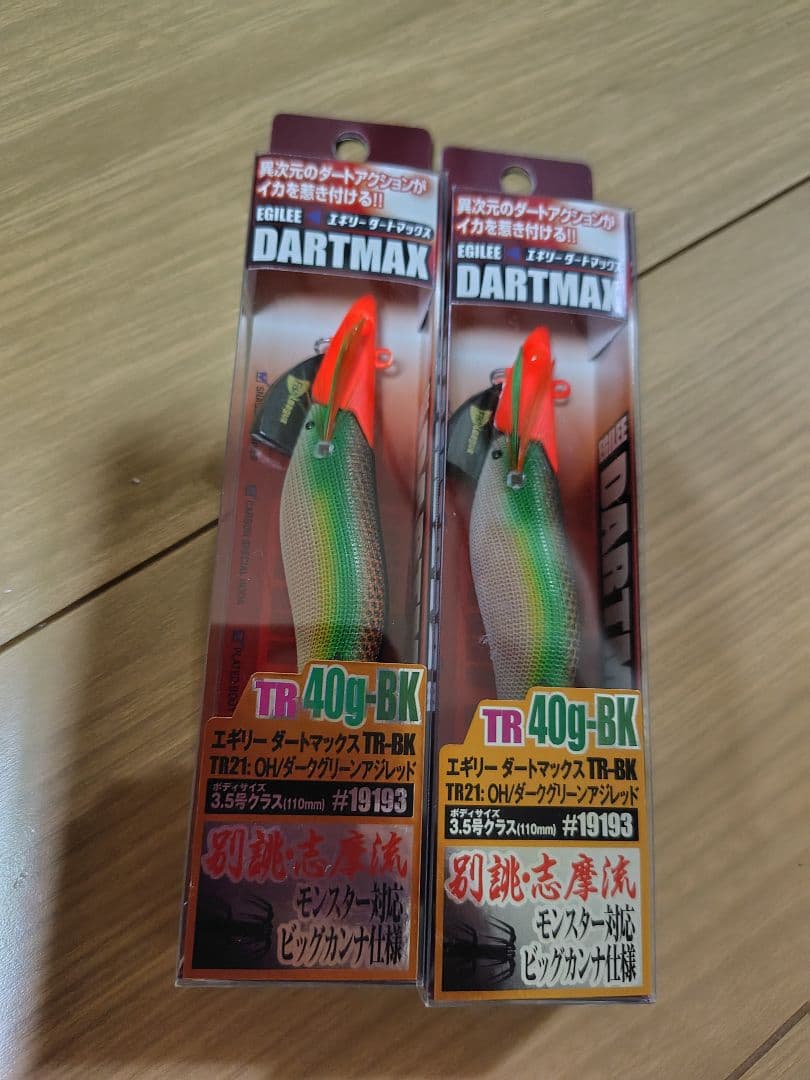 異次元のダートアクションが
イカを惹き付ける!!
EGILEE エギリーダートマックス
DARTMAX
TR 40g-BK
エギリー ダートマックス TR-BK
TR21: OH/ダークグリーンアジレッド
ボディサイズ
3.5号クラス(110mm) #19193
別誂・志摩流
モンスター対応
ビッグカンナ仕様
異次元のダートアクションが
イカを惹き付ける!!
EGILEE エギリーダートマックス
DARTMAX
EGILEE
TR 40g-BK
エギリー ダートマックス TR-BK
TR21: OH/ダークグリーンアジレッド
ボディサイズ
3.5号クラス(110mm) #19193
別誂・志摩流
モンスター対応
ビッグカンナ仕様